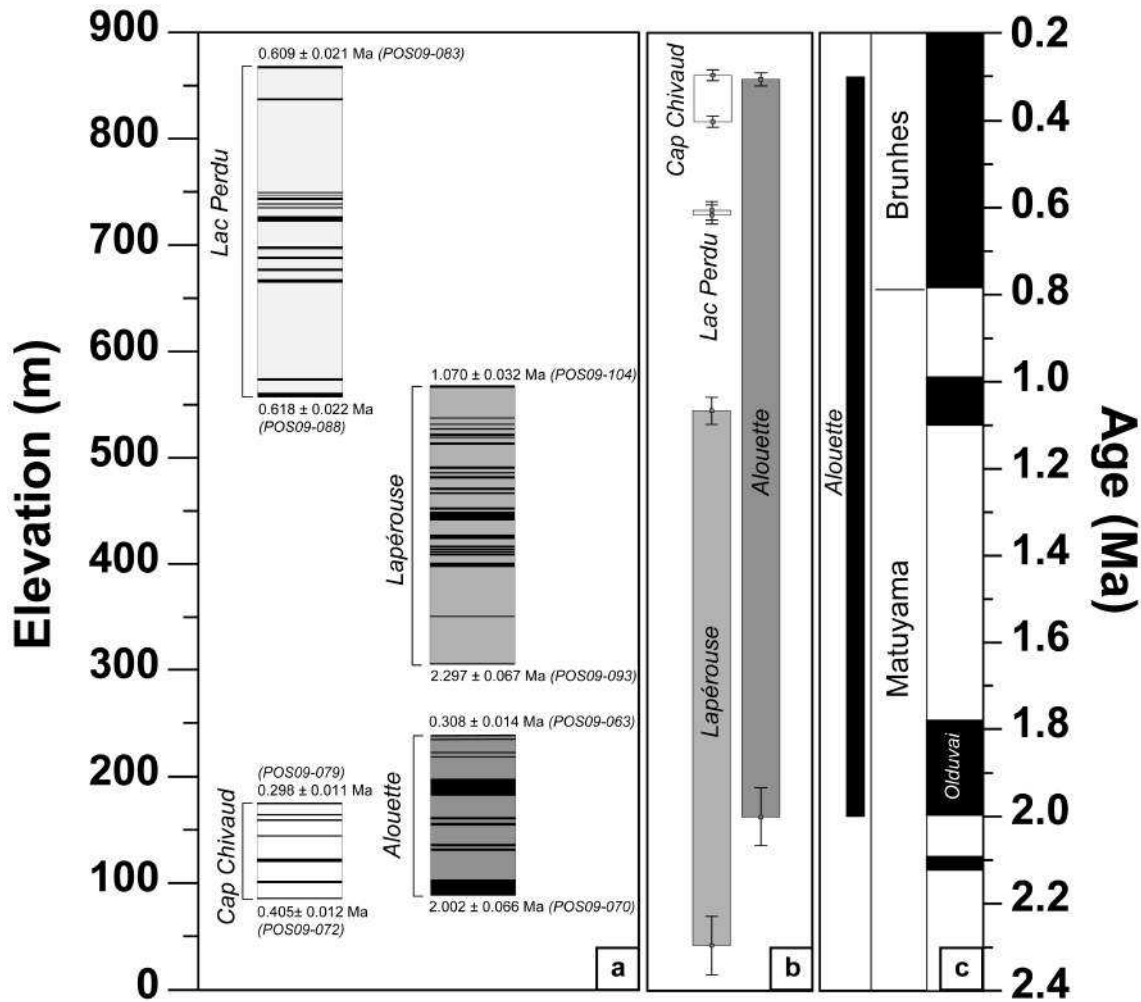 Elevation (m)
900
800
700
600
500
400
300
200
100
0
0.609 ± 0.021 Ma (POS09-083)
Lac Perdu
0.618 ± 0.022 Ma
(POS09-088)
1.070 ± 0.032 Ma (POS09-104)
Lapérouse
2.297 ± 0.067 Ma (POS09-093)
0.308 ± 0.014 Ma (POS09-063)
Alouette
2.002 ± 0.066 Ma (POS09-070)
(POS09-079)
0.298 ± 0.011 Ma
Cap Chivaud
0.405± 0.012 Ma
(POS09-072)
a
Cap Chivaud
Lac Perdu
Lapérouse
Alouette
b
Alouette
Brunhes
Matuyama
Olduvai
c
0.2
0.4
0.6
0.8
1.0
1.2
1.4
1.6
1.8
2.0
2.2
2.4
Age (Ma)